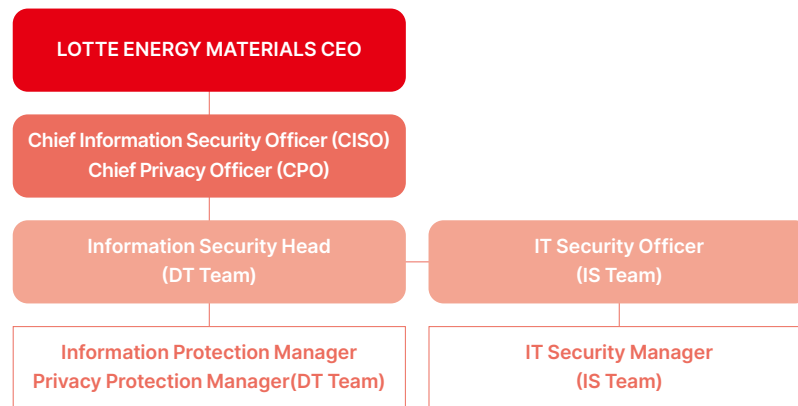 LOTTE ENERGY MATERIALS CEO
Chief Information Security Officer (CISO)
Chief Privacy Officer (CPO)
Information Security Head
(DT Team)
IT Security Officer
(IS Team)
Information Protection Manager
Privacy Protection Manager(DT Team)
IT Security Manager
(IS Team)